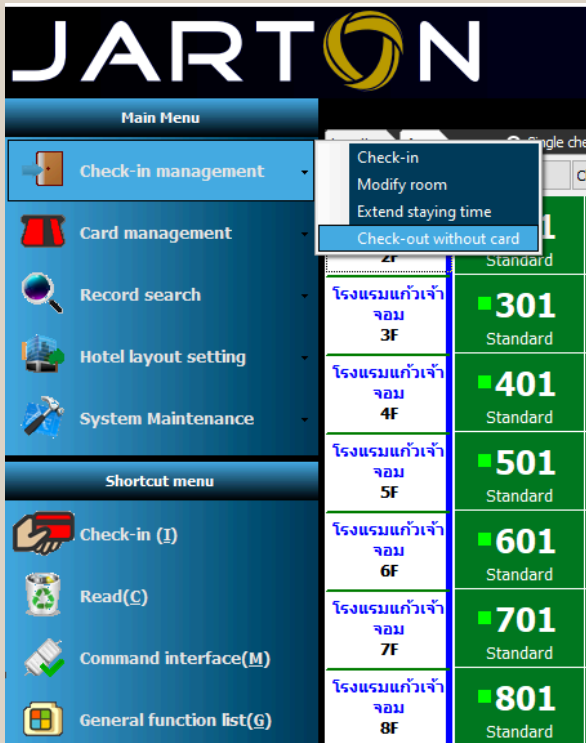 JARTON
Main Menu
Single che
Check-in management
Check-in
Modify room
Extend staying time
Check-out without card
Card management
2F
Standard
Record search
โรงแรมแก้วเจ้า
จอม
3F
301
Standard
Hotel layout setting
โรงแรมแก้วเจ้า
จอม
4F
401
Standard
System Maintenance
โรงแรมแก้วเจ้า
จอม
5F
501
Standard
Shortcut menu
Check-in (I)
โรงแรมแก้วเจ้า
จอม
6F
601
Standard
Read(C)
โรงแรมแก้วเจ้า
จอม
7F
701
Standard
Command interface(M)
โรงแรมแก้วเจ้า
จอม
8F
801
Standard
General function list(G)